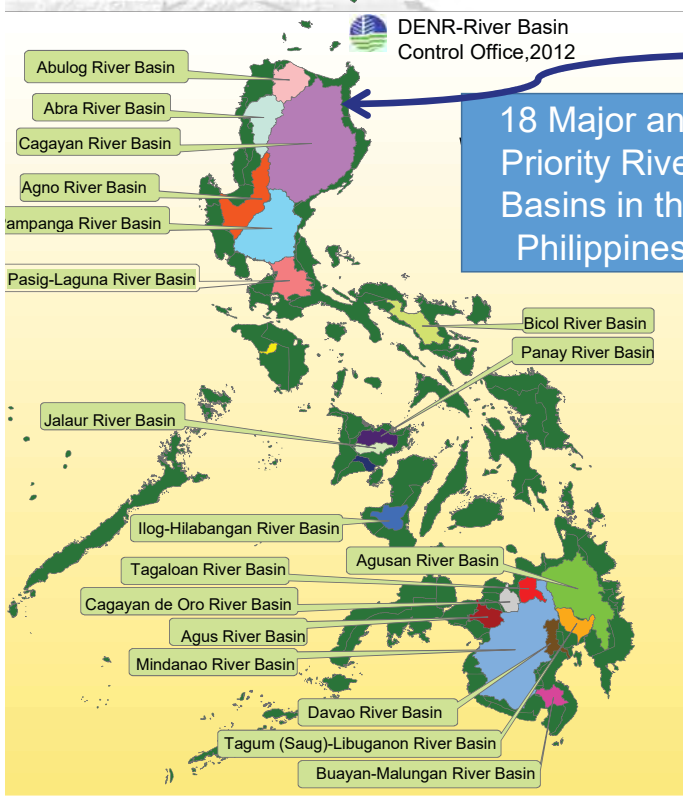 DENR-River Basin
Control Office,2012
18 Major an
Priority Rive
Basins in th
Philippines
Abulog River Basin
Abra River Basin
Cagayan River Basin
Agno River Basin
ampanga River Basin
Pasig-Laguna River Basin
Bicol River Basin
Panay River Basin
Jalaur River Basin
Ilog-Hilabangan River Basin
Agusan River Basin
Tagaloan River Basin
Cagayan de Oro River Basin
Agus River Basin
Mindanao River Basin
Davao River Basin
Tagum (Saug)-Libuganon River Basin
Buayan-Malungan River Basin